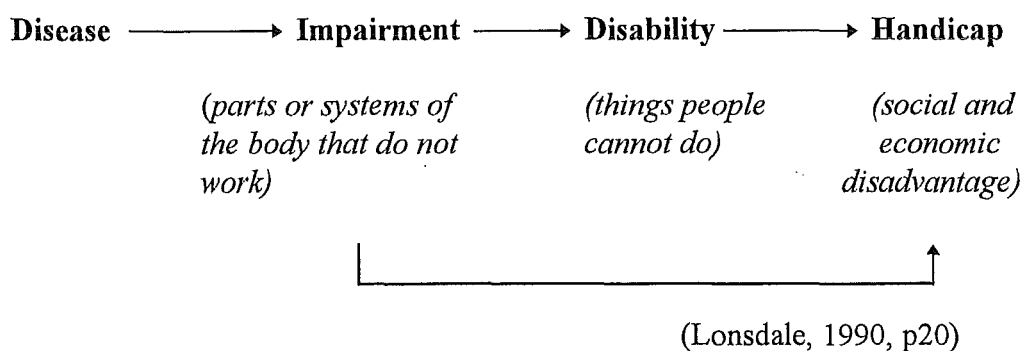 Disease Impairment Disability Handicap
(parts or systems of the body that do not work)
(things people cannot do)
(social and economic disadvantage)
(Lonsdale, 1990, p20)